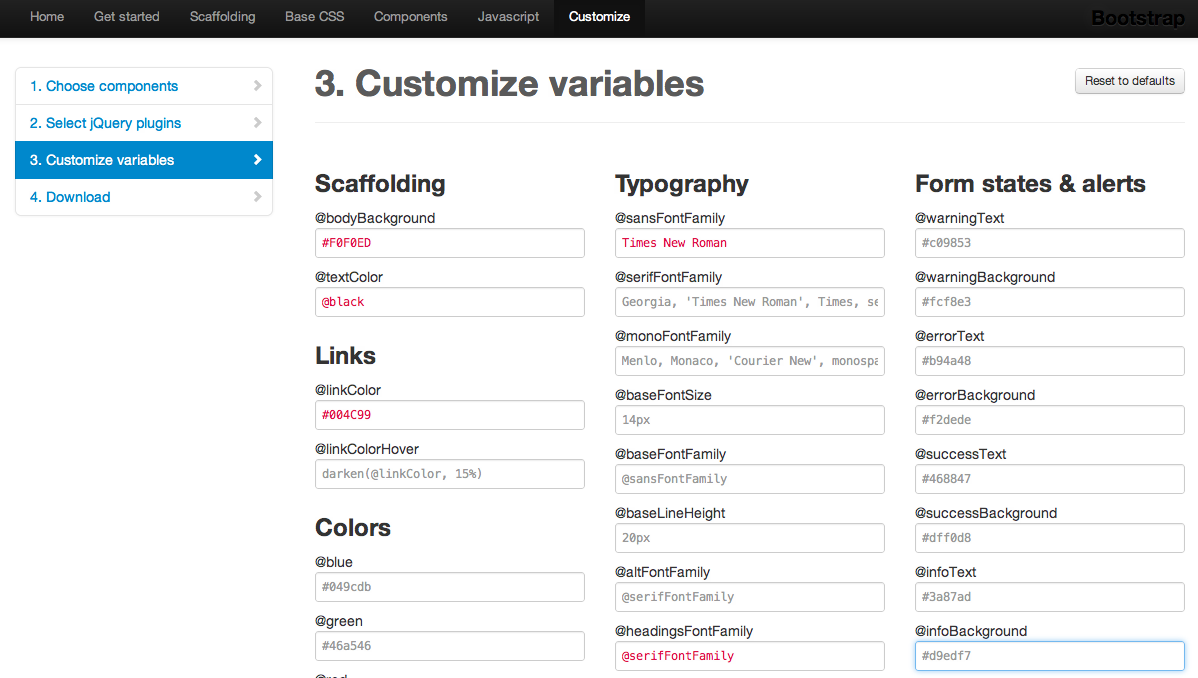 Home Get started Scaffolding Base CSS Components Javascript Customize Bootstrap
1. Choose components
2. Select jQuery plugins
3. Customize variables
4. Download
3. Customize variables
Reset to defaults
Scaffolding
@bodyBackground
#F0F0ED
@textColor
@black
Links
@linkColor
#004C99
@linkColorHover
darken(@linkColor, 15%)
Colors
@blue
#049cdb
@green
#46a546
@red
Typography
@sansFontFamily
Times New Roman
@serifFontFamily
Georgia, 'Times New Roman', Times, se
@monoFontFamily
Menlo, Monaco, 'Courier New', monospa
@baseFontSize
14px
@baseFontFamily
@sansFontFamily
@baseLineHeight
20px
@altFontFamily
@serifFontFamily
@headingsFontFamily
@serifFontFamily
Form states & alerts
@warningText
#c09853
@warningBackground
#fcf8e3
@errorText
#b94a48
@errorBackground
#f2dede
@successText
#468847
@successBackground
#dff0d8
@infoText
#3a87ad
@infoBackground
#d9edf7